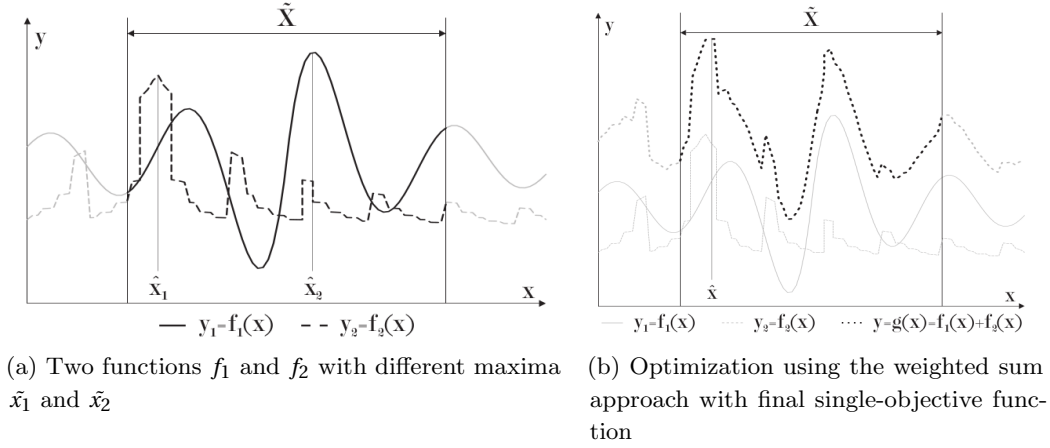 X̃
y
x̂₁
x̂₂
x
y₁=f₁(x)
y₂=f₂(x)
(a) Two functions f₁ and f₂ with different maxima
x̃₁ and x̃₂
X̃
y
x̂
x
y₁=f₁(x)
y₂=f₂(x)
y=g(x)=f₁(x)+f₂(x)
(b) Optimization using the weighted sum
approach with final single-objective func-
tion